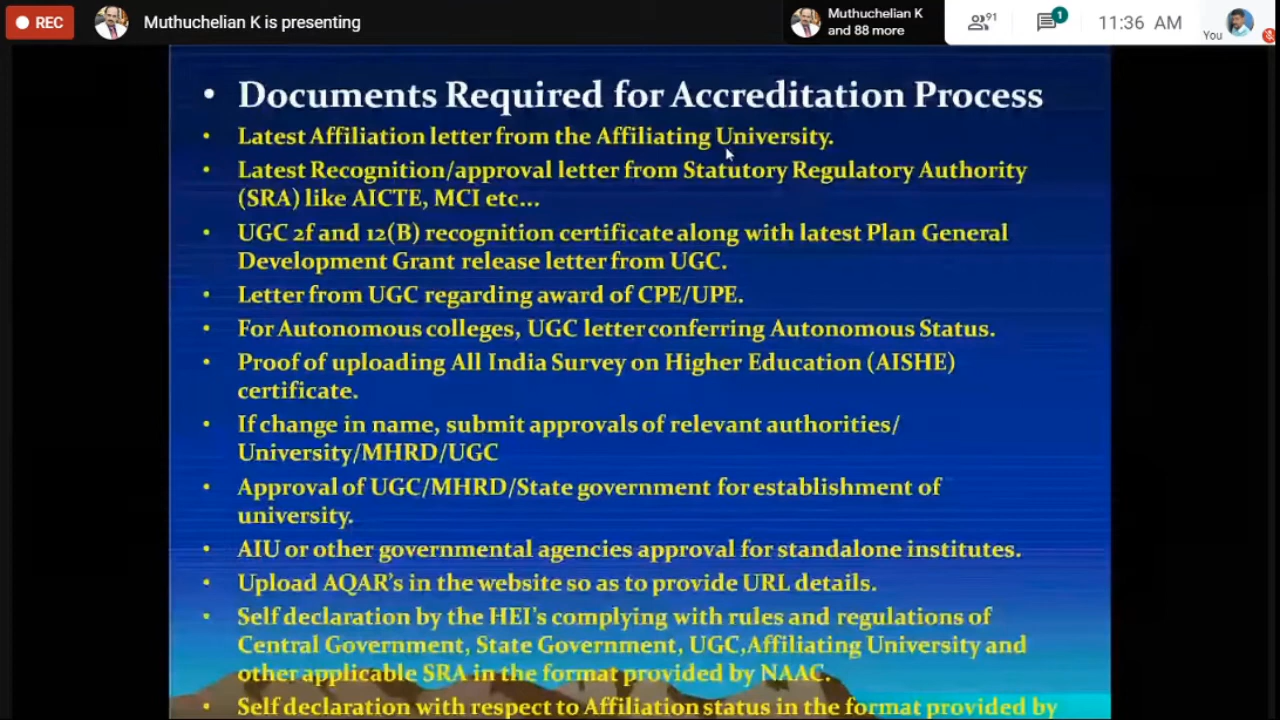 REC
Muthuchelian K is presenting
Muthuchelian K
and 88 more
91
1
11:36 AM
You
• Documents Required for Accreditation Process
• Latest Affiliation letter from the Affiliating University.
• Latest Recognition/approval letter from Statutory Regulatory Authority
(SRA) like AICTE, MCI etc...
• UGC 2f and 12(B) recognition certificate along with latest Plan General
Development Grant release letter from UGC.
• Letter from UGC regarding award of CPE/UPE.
• For Autonomous colleges, UGC letter conferring Autonomous Status.
• Proof of uploading All India Survey on Higher Education (AISHE)
certificate.
• If change in name, submit approvals of relevant authorities/
University/MHRD/UGC
• Approval of UGC/MHRD/State government for establishment of
university.
• AIU or other governmental agencies approval for standalone institutes.
• Upload AQAR's in the website so as to provide URL details.
• Self declaration by the HEI's complying with rules and regulations of
Central Government, State Government, UGC,Affiliating University and
other applicable SRA in the format provided by NAAC.
Self declaration with respect to Affiliation status in the format provided by